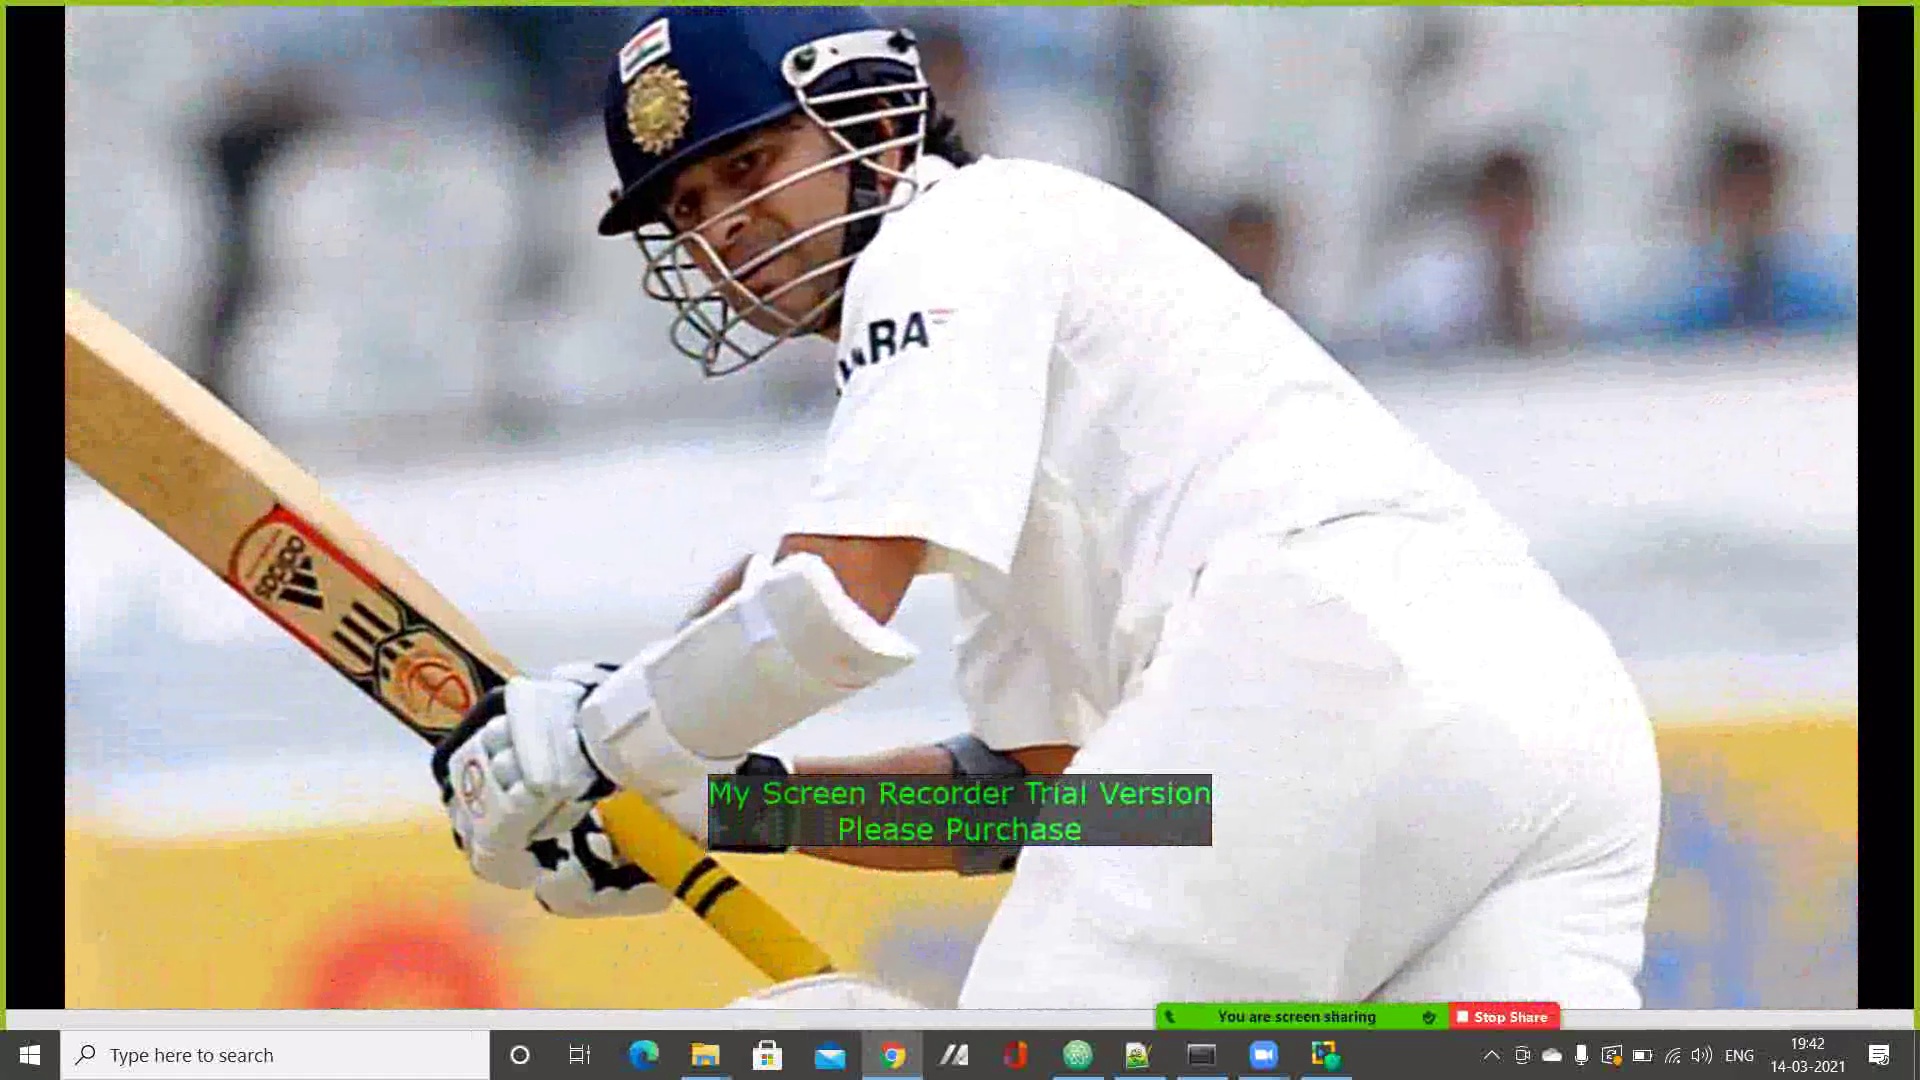 adidas
My Screen Recorder Trial Version
Please Purchase
You are screen sharing
Stop Share
Type here to search
ENG
19:42
14-03-2021